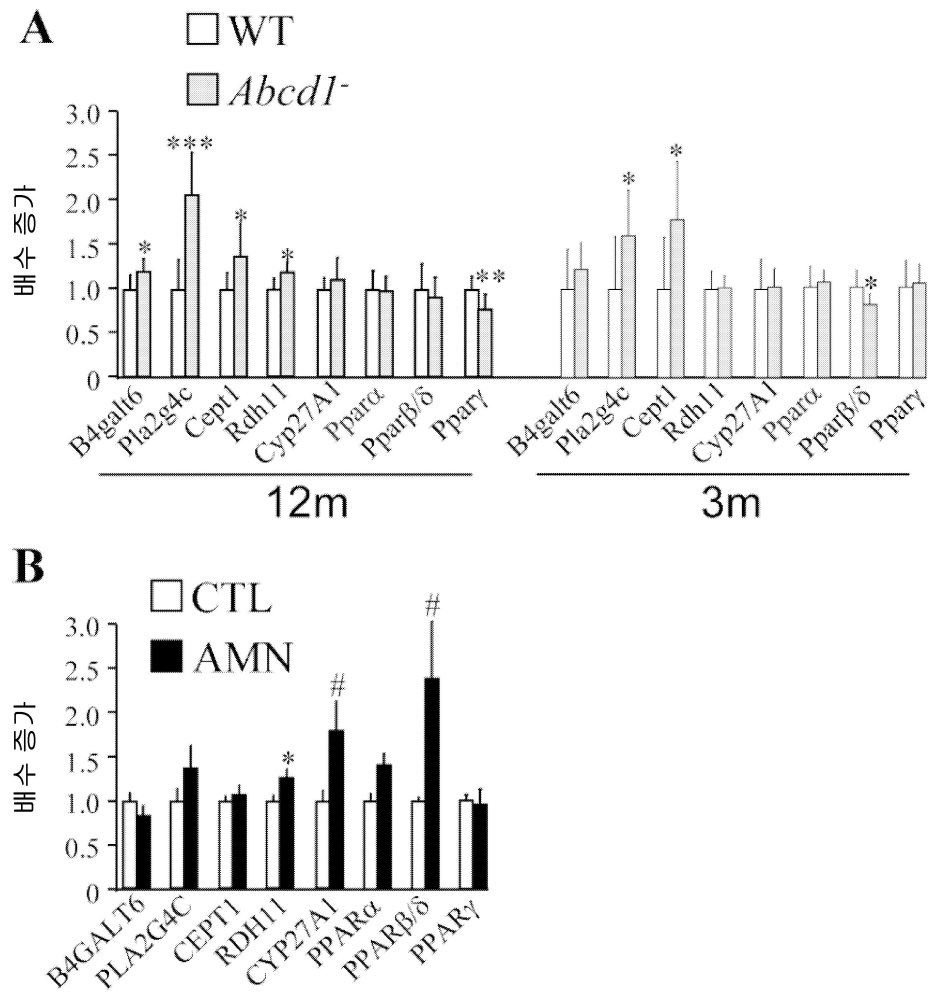 A
WT
Abcd1-
3.0
2.5
2.0
1.5
1.0
0.5
0
배수 증가
***
*
*
*
**
*
*
*
B4galt6
Pla2g4c
Cept1
Rdh11
Cyp27A1
Pparα
Pparβ/δ
Pparγ
B4galt6
Pla2g4c
Cept1
Rdh11
Cyp27A1
Pparα
Pparβ/δ
Pparγ
12m
3m
B
CTL
AMN
3.0
2.5
2.0
1.5
1.0
0.5
0
배수 증가
#
#
*
B4GALT6
PLA2G4C
CEPT1
RDH11
CYP27A1
PPARα
PPARβ/δ
PPARγ